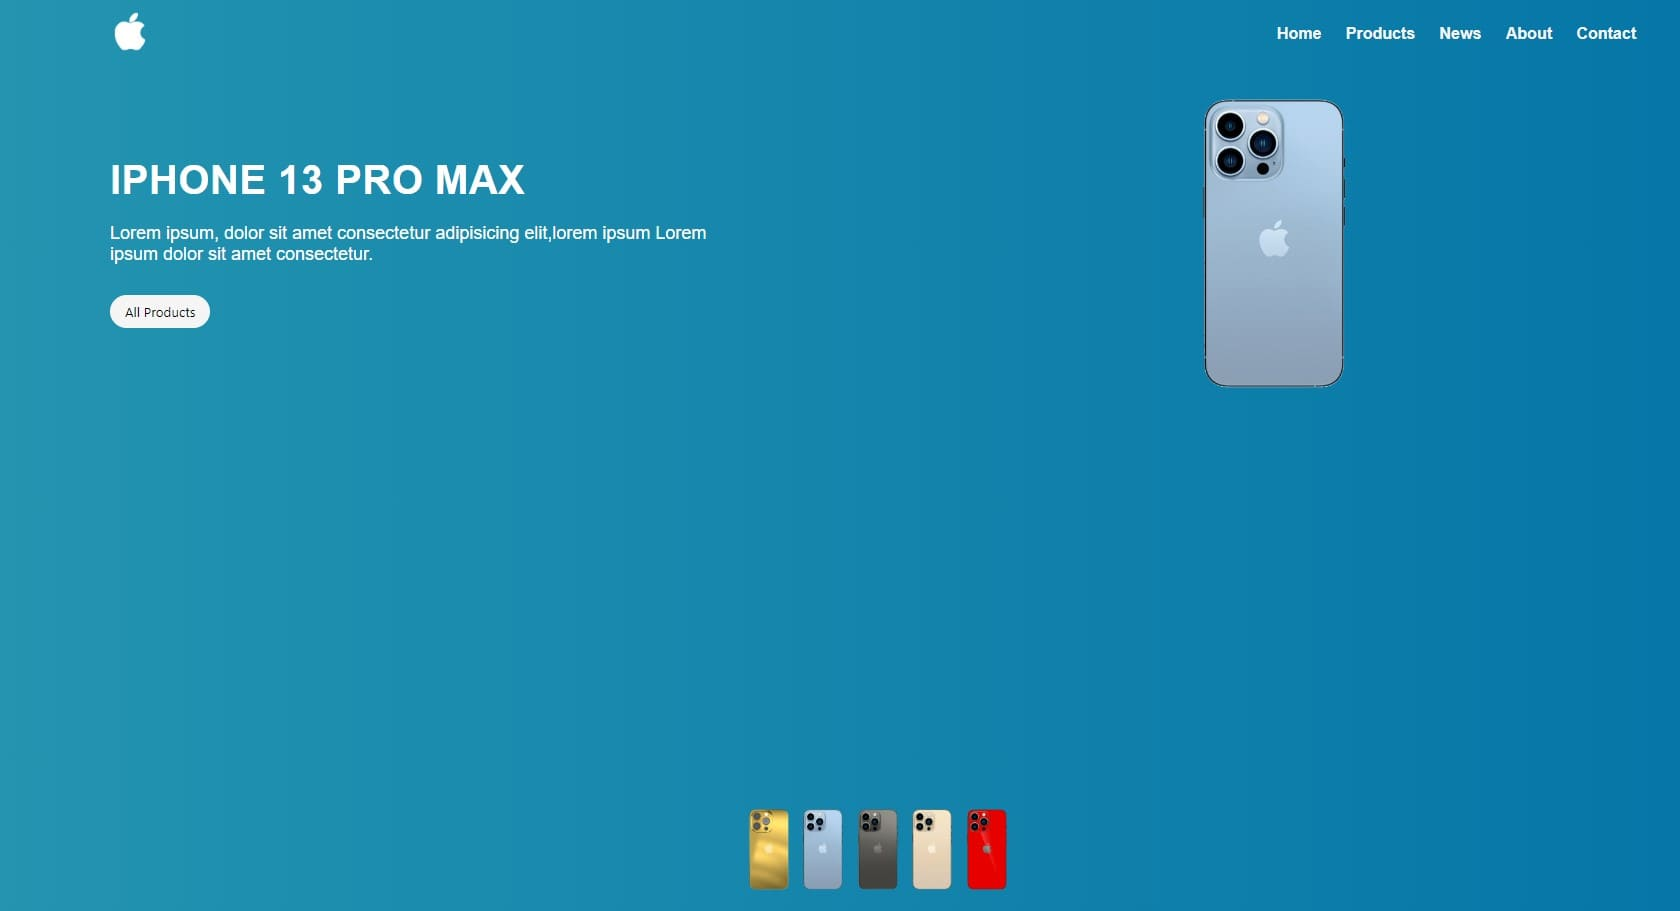 Home Products News About Contact
IPHONE 13 PRO MAX
Lorem ipsum, dolor sit amet consectetur adipisicing elit,lorem ipsum Lorem
ipsum dolor sit amet consectetur.
All Products